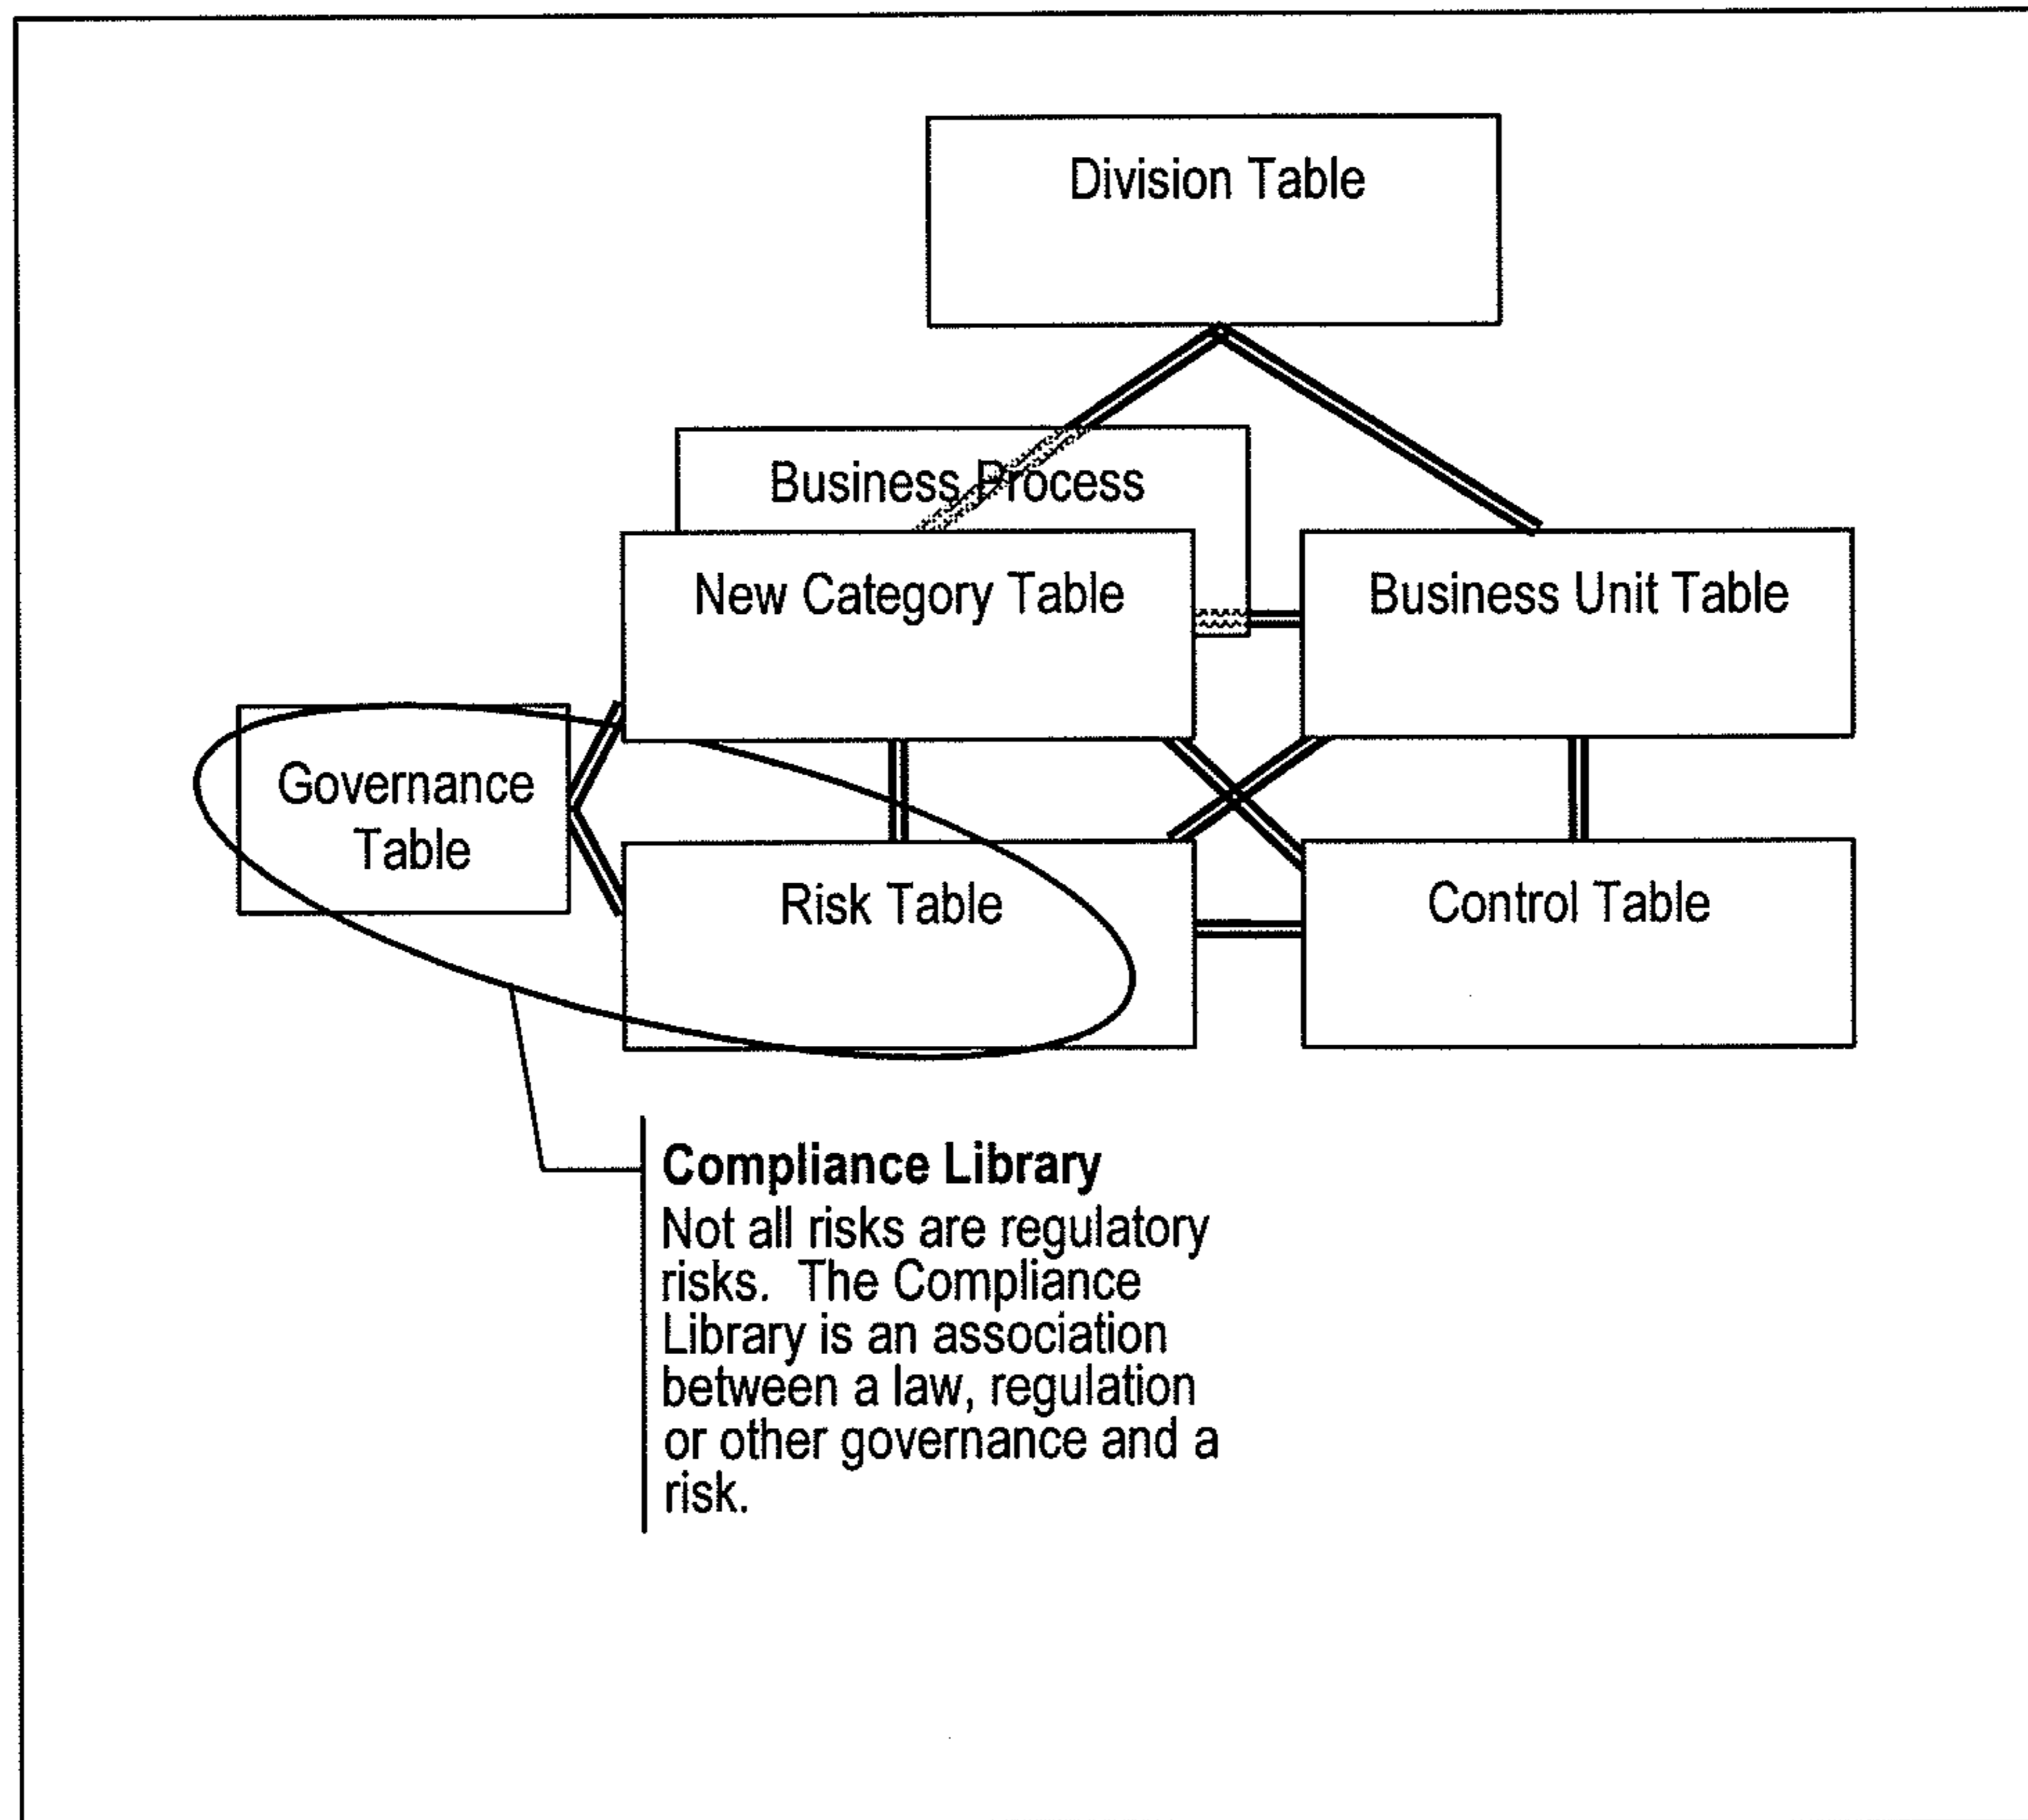 Division Table
Business Process
New Category Table
Business Unit Table
Governance
Table
Risk Table
Control Table
Compliance Library
Not all risks are regulatory
risks.  The Compliance
Library is an association
between a law, regulation
or other governance and a
risk.